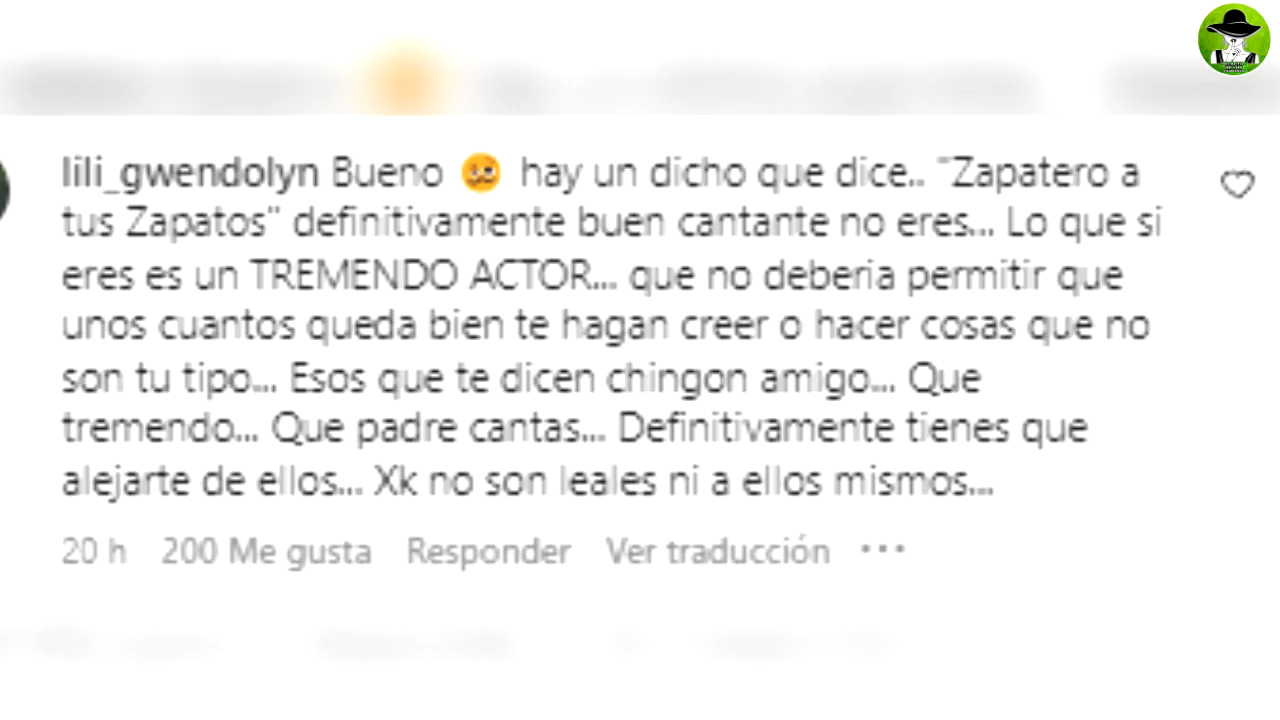 lili_gwendolyn Bueno 🥴 hay un dicho que dice.. ¨Zapatero a
tus Zapatos¨ definitivamente buen cantante no eres... Lo que si
eres es un TREMENDO ACTOR... que no deberia permitir que
unos cuantos queda bien te hagan creer o hacer cosas que no
son tu tipo... Esos que te dicen chingon amigo... Que
tremendo... Que padre cantas... Definitivamente tienes que
alejarte de ellos... Xk no son leales ni a ellos mismos...
20 h 200 Me gusta Responder Ver traducción ···